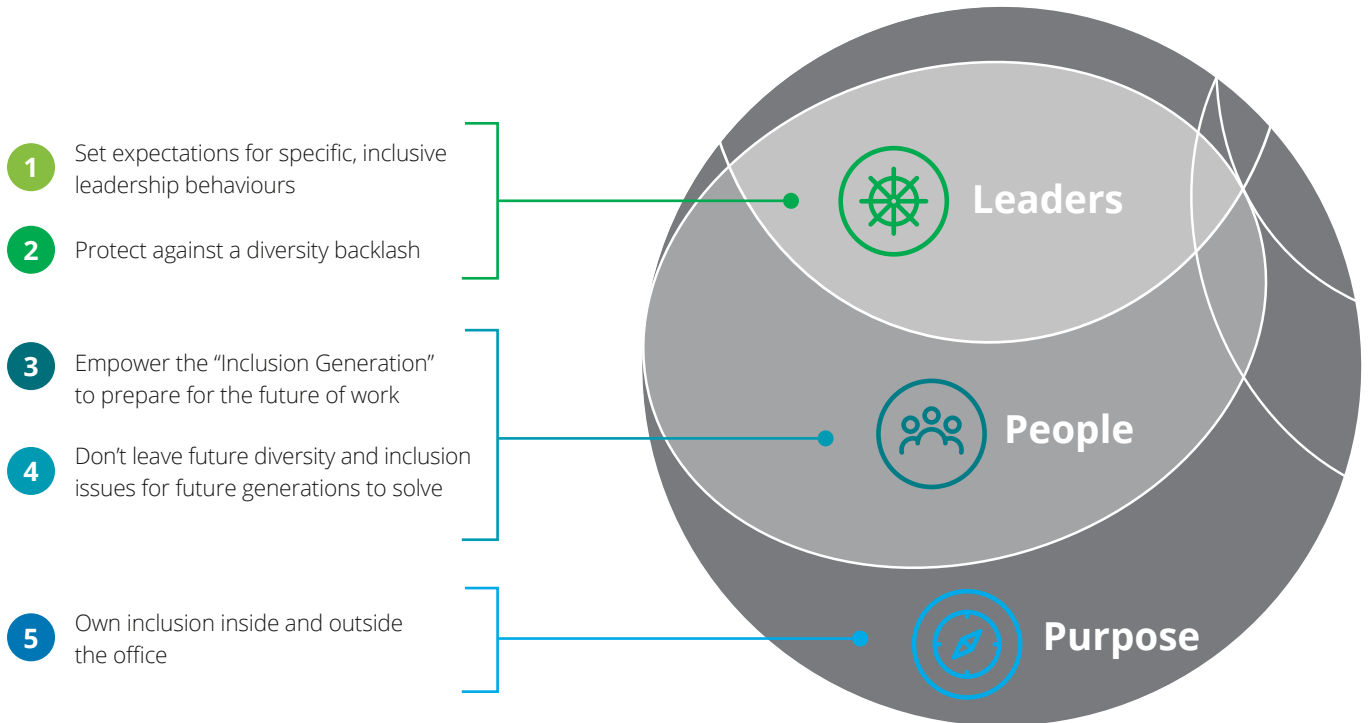 1
Set expectations for specific, inclusive
leadership behaviours
2
Protect against a diversity backlash
Leaders
3
Empower the “Inclusion Generation”
to prepare for the future of work
4
Don’t leave future diversity and inclusion
issues for future generations to solve
People
5
Own inclusion inside and outside
the office
Purpose